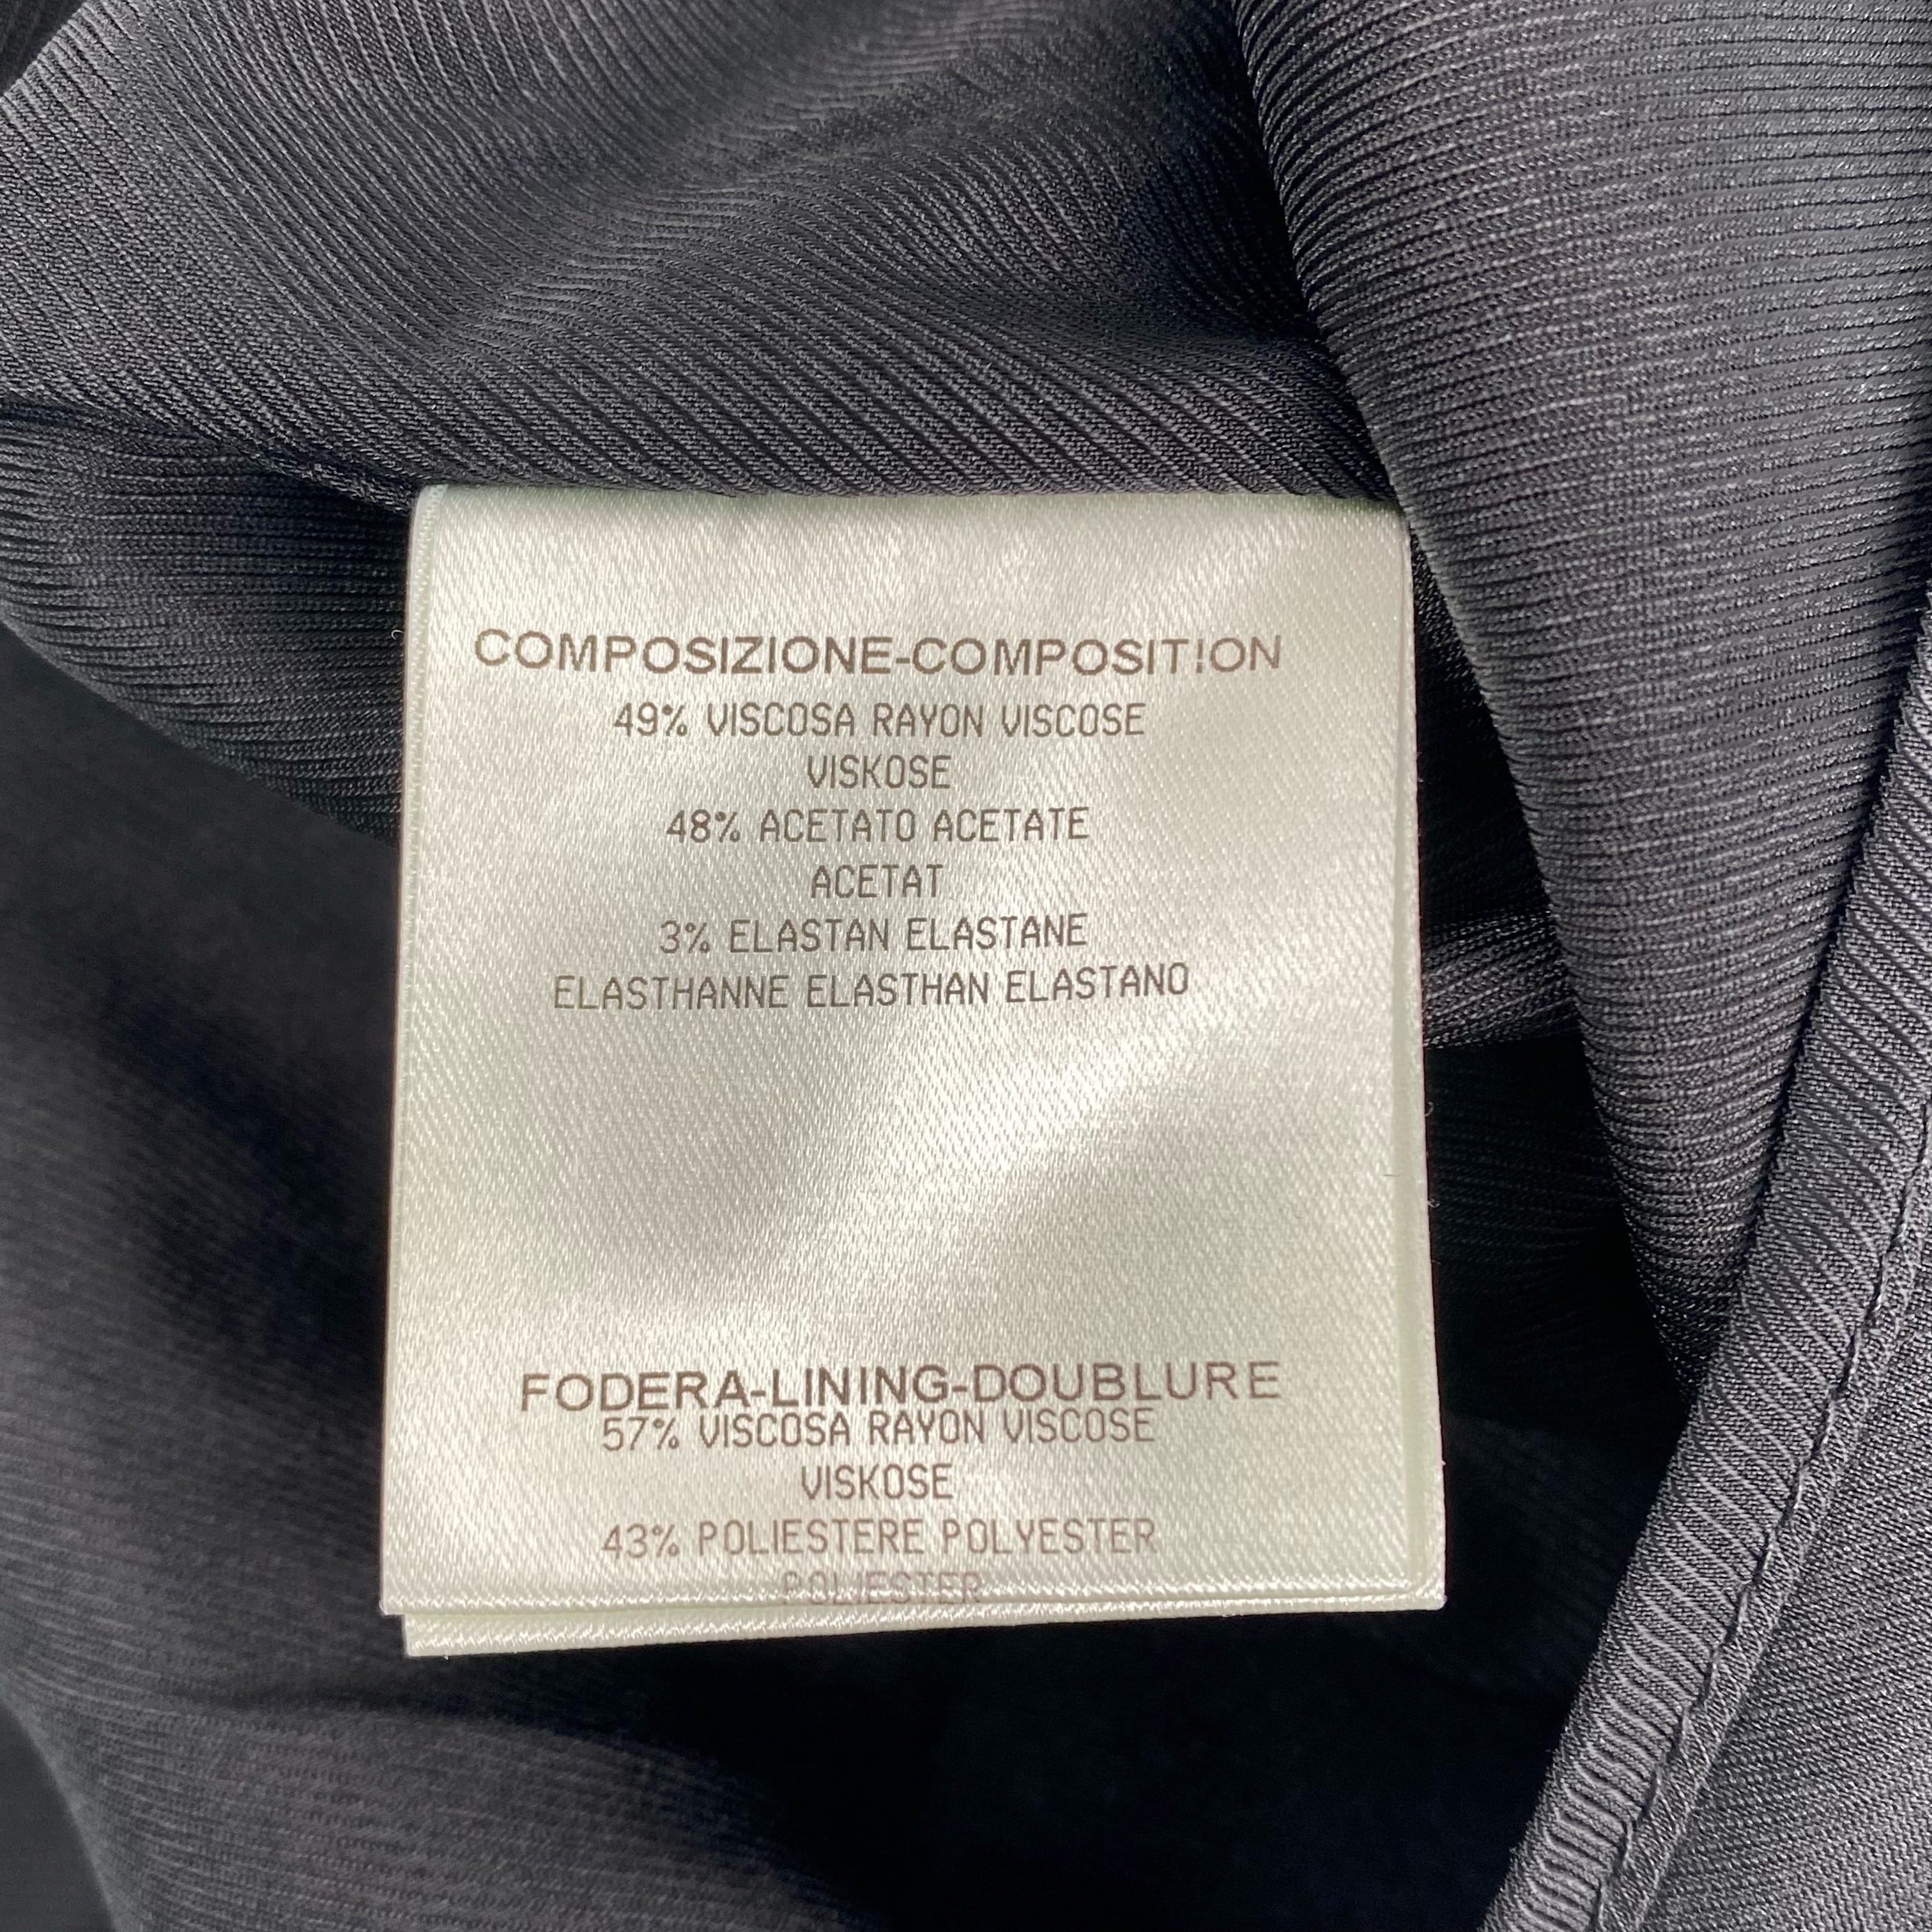 COMPOSIZIONE-COMPOSITION
49% VISCOSA RAYON VISCOSE
VISKOSE
48% ACETATO ACETATE
ACETAT
3% ELASTAN ELASTANE
ELASTHANNE ELASTHAN ELASTANO
FODERA-LINING-DOUBLURE
57% VISCOSA RAYON VISCOSE
VISKOSE
43% POLIESTERE POLYESTER
POLIESTER